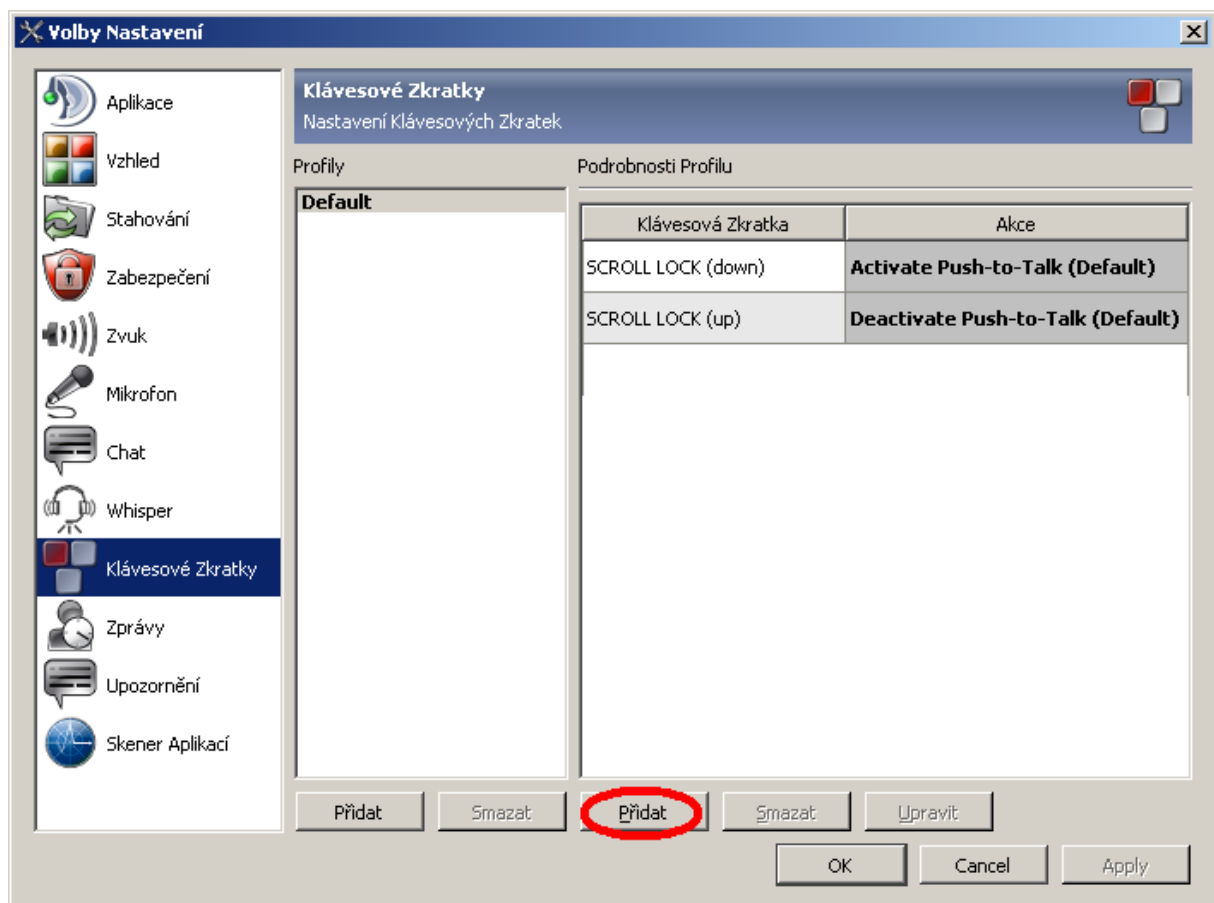 Volby Nastavení
Aplikace
Vzhled
Stahování
Zabezpečení
Zvuk
Mikrofon
Chat
Whisper
Klávesové Zkratky
Zprávy
Upozornění
Skener Aplikací
Klávesové Zkratky
Nastavení Klávesových Zkratek
Profily
Default
Přidat Smazat
Podrobnosti Profilu
Klávesová Zkratka Akce
SCROLL LOCK (down) Activate Push-to-Talk (Default)
SCROLL LOCK (up) Deactivate Push-to-Talk (Default)
Přidat Smazat Upravit
OK Cancel Apply